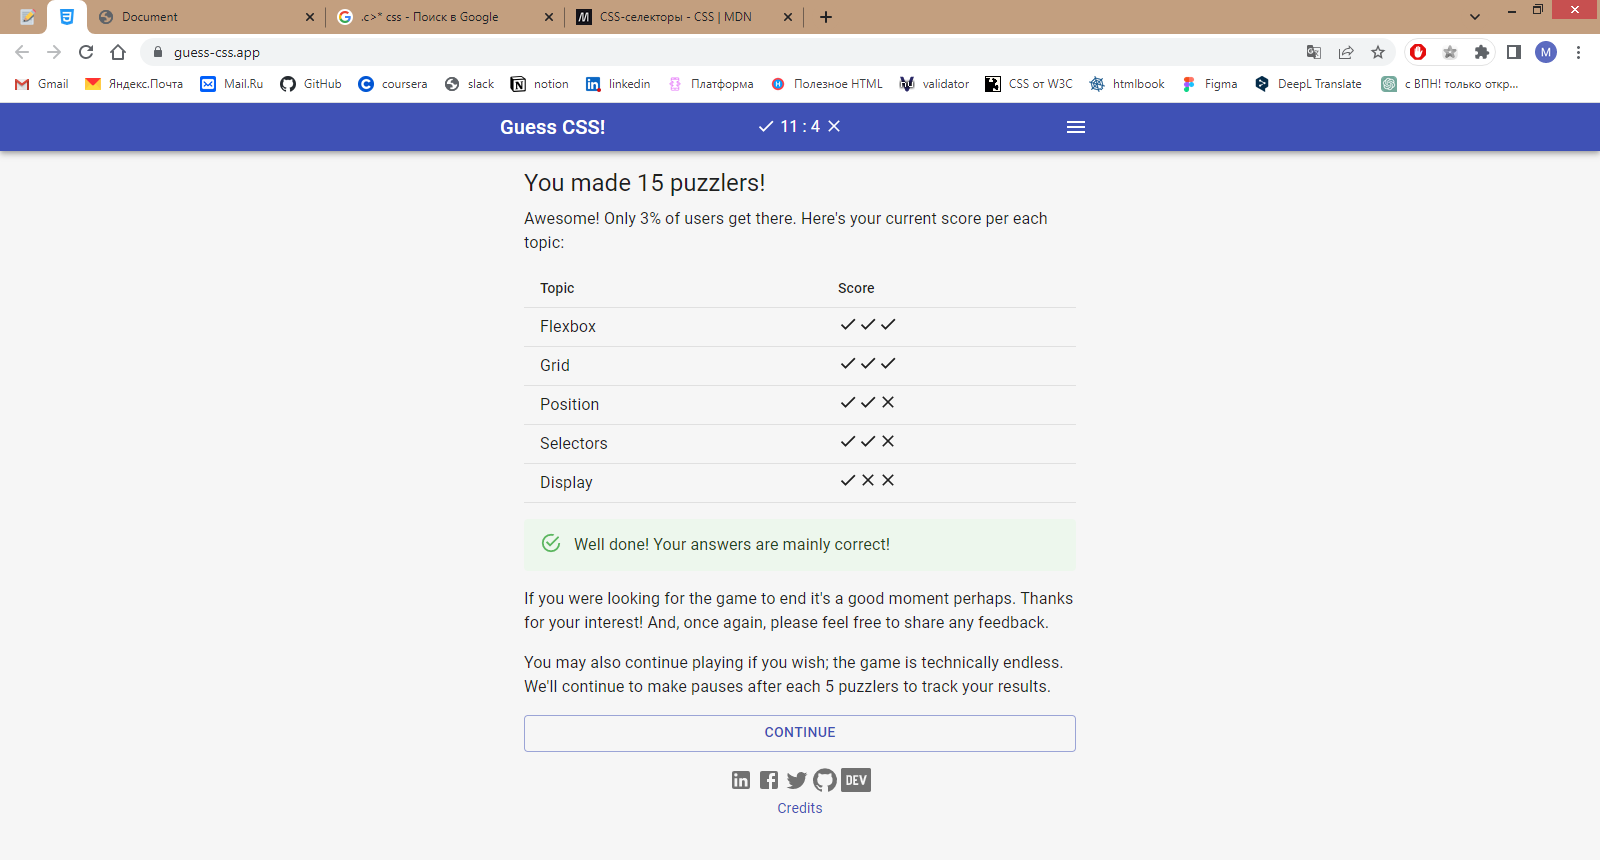 Document
.c>* css - Поиск в Google
CSS-селекторы - CSS | MDN
guess-css.app
M
Gmail
Яндекс.Почта
Mail.Ru
GitHub
coursera
slack
notion
linkedin
Платформа
Полезное HTML
validator
CSS от W3C
htmlbook
Figma
DeepL Translate
с ВПН! только откр...
Guess CSS!
11 : 4
You made 15 puzzlers!
Awesome! Only 3% of users get there. Here's your current score per each
topic:
Topic Score
Flexbox
Grid
Position
Selectors
Display
Well done! Your answers are mainly correct!
If you were looking for the game to end it's a good moment perhaps. Thanks
for your interest! And, once again, please feel free to share any feedback.
You may also continue playing if you wish; the game is technically endless.
We'll continue to make pauses after each 5 puzzlers to track your results.
CONTINUE
DEV
Credits